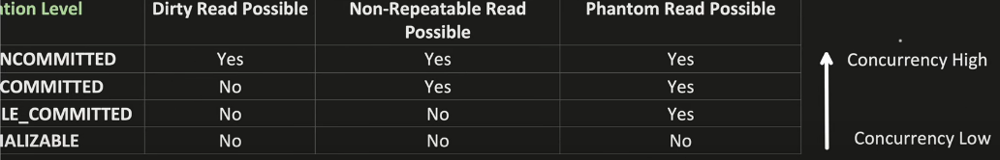 tion Level Dirty Read Possible Non-Repeatable Read Possible Phantom Read Possible
NCOMMITTED Yes Yes Yes
Concurrency High
COMMITTED No Yes Yes
LE_COMMITTED No No Yes
IALIZABLE No No No
Concurrency Low